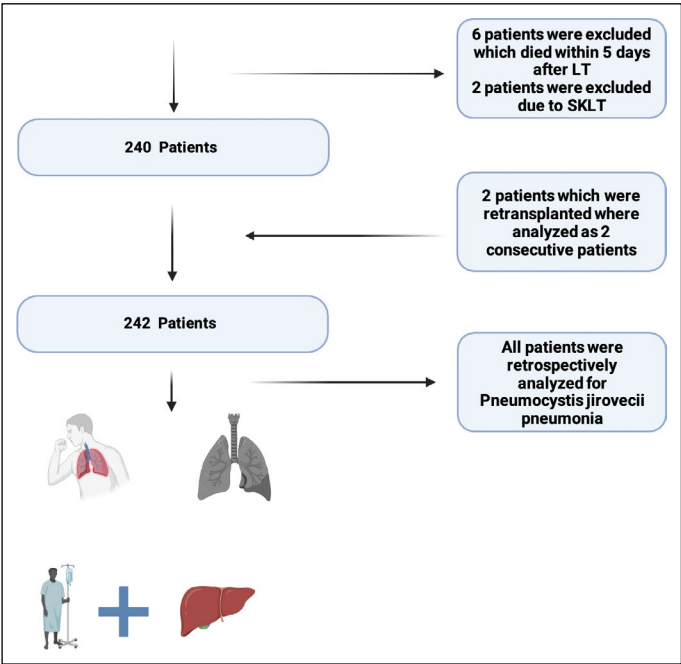 6 patients were excluded
which died within 5 days
after LT
2 patients were excluded
due to SKLT
240 Patients
2 patients which were
retransplanted where
analyzed as 2
consecutive patients
242 Patients
All patients were
retrospectively
analyzed for
Pneumocystis jirovecii
pneumonia